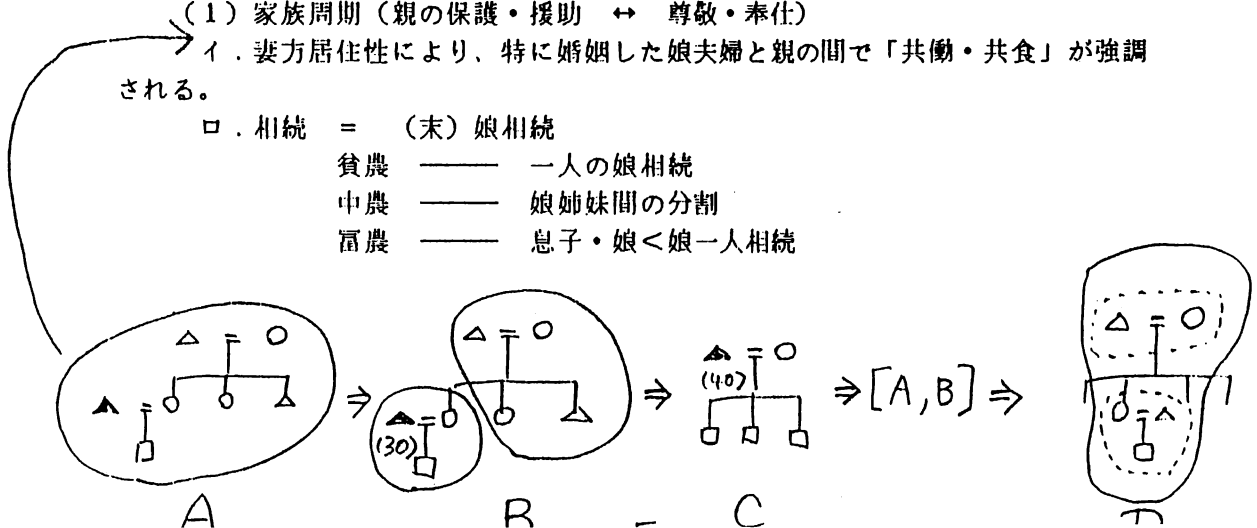 (1) 家族周期（親の保護・援助 ↔ 尊敬・奉仕）
イ．妻方居住性により、特に婚姻した娘夫婦と親の間で「共働・共食」が強調
される。
ロ．相続 ＝ （末）娘相続
貧農 ―― 一人の娘相続
中農 ―― 娘姉妹間の分割
富農 ―― 息子・娘＜娘一人相続
(30)
(40)
⇒ [A,B] ⇒
A B - C D